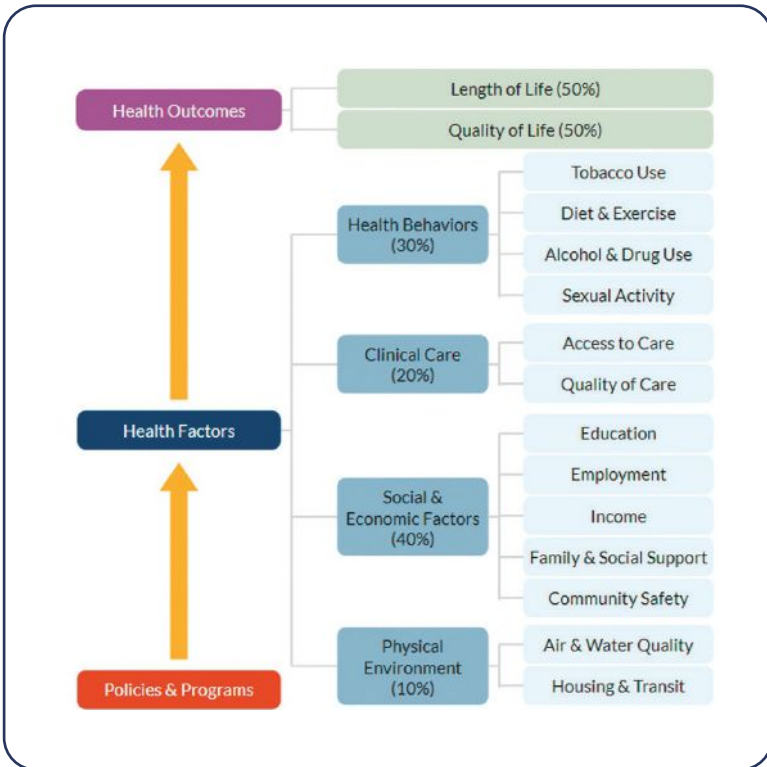 Health Outcomes
Length of Life (50%)
Quality of Life (50%)
Health Behaviors
(30%)
Tobacco Use
Diet & Exercise
Alcohol & Drug Use
Sexual Activity
Clinical Care
(20%)
Access to Care
Quality of Care
Health Factors
Social &
Economic Factors
(40%)
Education
Employment
Income
Family & Social Support
Community Safety
Physical
Environment
(10%)
Air & Water Quality
Housing & Transit
Policies & Programs